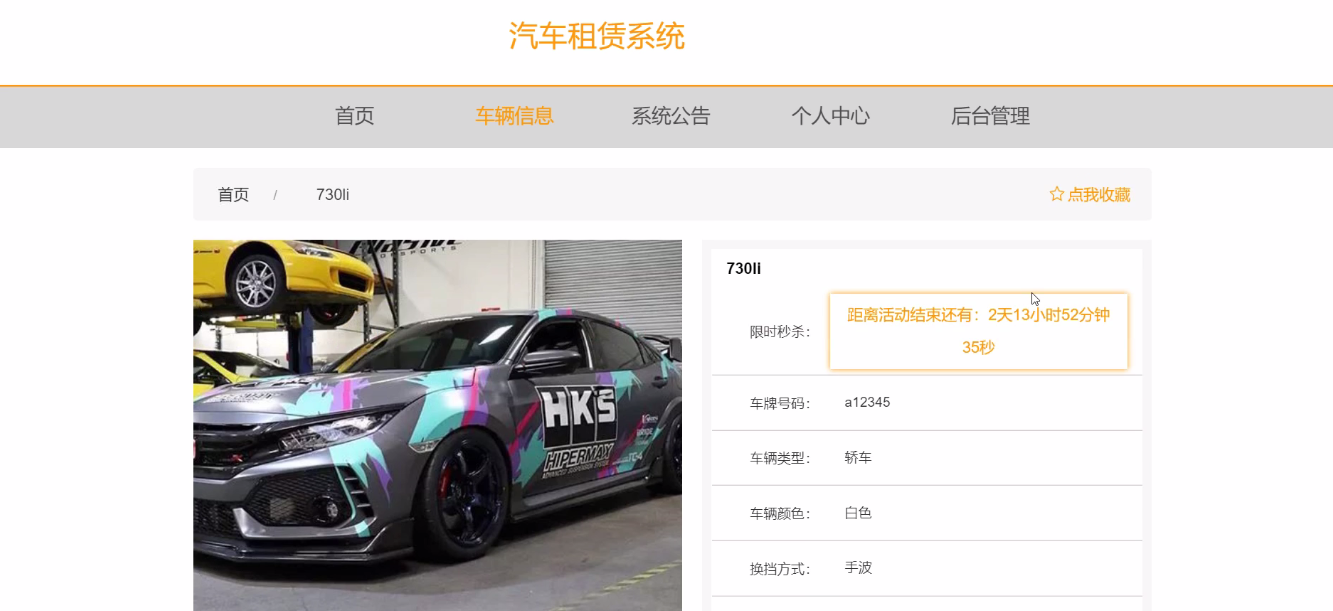 汽车租赁系统
首页 车辆信息 系统公告 个人中心 后台管理
首页 / 730li
☆ 点我收藏
HKS
HIPERMAX
730li
限时秒杀：
距离活动结束还有：2天13小时52分钟
35秒
车牌号码： a12345
车辆类型： 轿车
车辆颜色： 白色
换挡方式： 手波